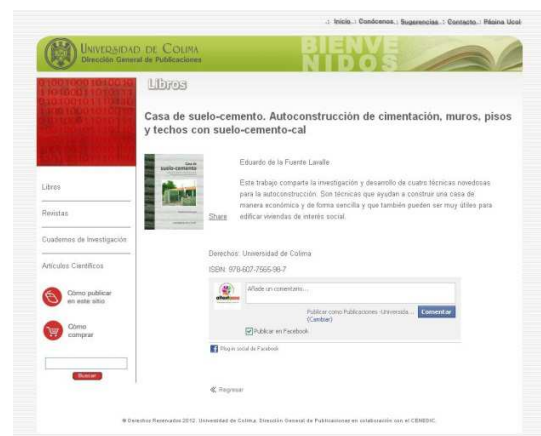 .: Inicio.: Conócenos.: Sugerencias.: Contacto.: Página Ucol
UNIVERSIDAD DE COLIMA
Dirección General de Publicaciones
BIENVENIDOS
Libros
Casa de suelo-cemento. Autoconstrucción de cimentación, muros, pisos
y techos con suelo-cemento-cal
Casa de
suelo-cemento
Eduardo de la Fuente Lavalle
Este trabajo comparte la investigación y desarrollo de cuatro técnicas novedosas
para la autoconstrucción. Son técnicas que ayudan a construir una casa de
manera económica y de forma sencilla y que también pueden ser muy útiles para
edificar viviendas de interés social.
Share
Libros
Revistas
Cuadernos de Investigación
Artículos Científicos
Cómo publicar
en este sitio
Cómo
comprar
Buscar
Derechos: Universidad de Colima
ISBN: 978-607-7565-98-7
Añade un comentario...
Publicar como Publicaciones Universida...
(Cambiar)
Comentar
Publicar en Facebook
Plug-in social de Facebook
Regresar
© Derechos Reservados 2012. Universidad de Colima. Dirección General de Publicaciones en colaboración con el CENEDIC.